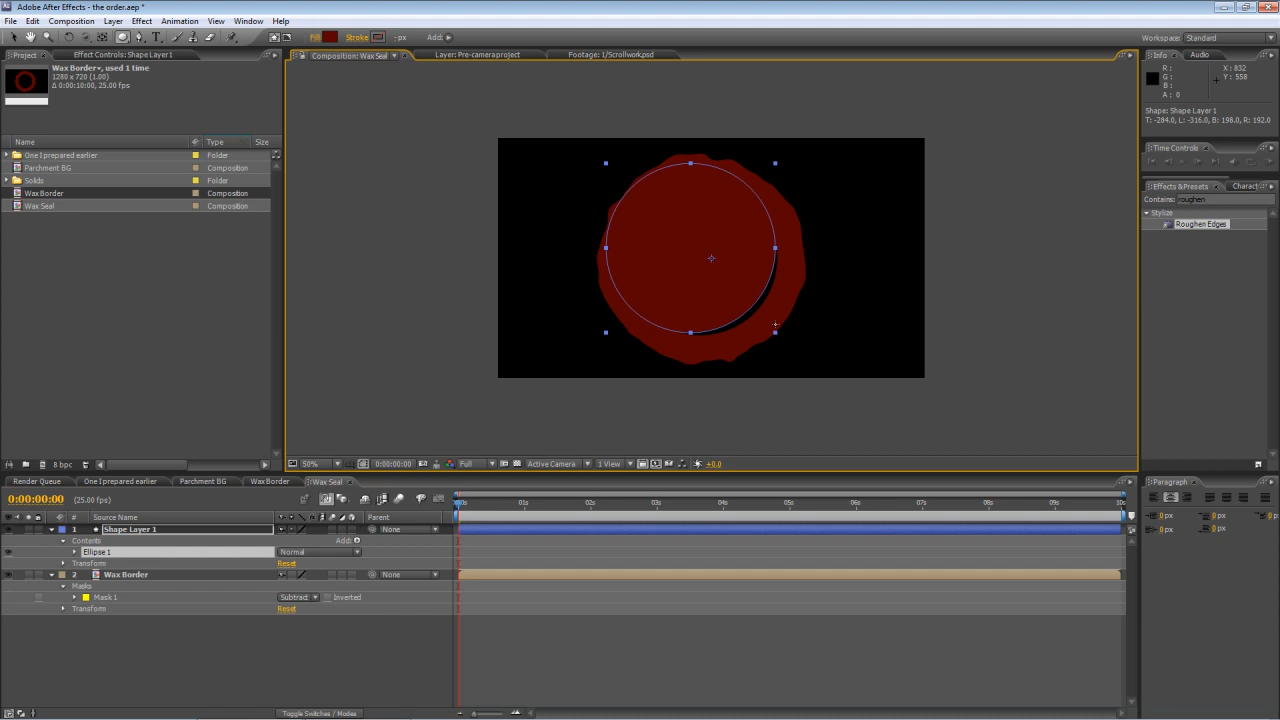 Adobe After Effects - the order.aep *
File Edit Composition Layer Effect Animation View Window Help
Fill Stroke - px Add:
Workspace: Standard
Project Effect Controls: Shape Layer 1
Composition: Wax Seal Layer: Pre-cameraproject Footage: 1/Scrollwork.psd
Info Audio
Wax Border, used 1 time
1280 x 720 (1.00)
Δ 0:00:10:00, 25.00 fps
R: X: 832
G: Y: 558
B:
A: 0
Shape: Shape Layer 1
T: -284.0, L: -316.0, B: 198.0, R: 192.0
Name Type Size
Time Controls
One I prepared earlier Folder
Parchment BG Composition
Solids Folder
Wax Border Composition
Wax Seal Composition
Effects & Presets Charact
Contains: roughen
Stylize
Roughen Edges
8 bpc
50% 0:00:00:00 Full Active Camera 1 View +0.0
Render Queue One I prepared earlier Parchment BG Wax Border Wax Seal
Paragraph
0:00:00:00 (25.00 fps)
01s 02s 03s 04s 05s 06s 07s 08s 09s 10s
# Source Name Parent
1 Shape Layer 1 None
Contents Add:
Ellipse 1 Normal
Transform Reset
2 Wax Border None
Masks
Mask 1 Subtract Inverted
Transform Reset
0 px 0 px 0
0 px 0 px
Toggle Switches / Modes